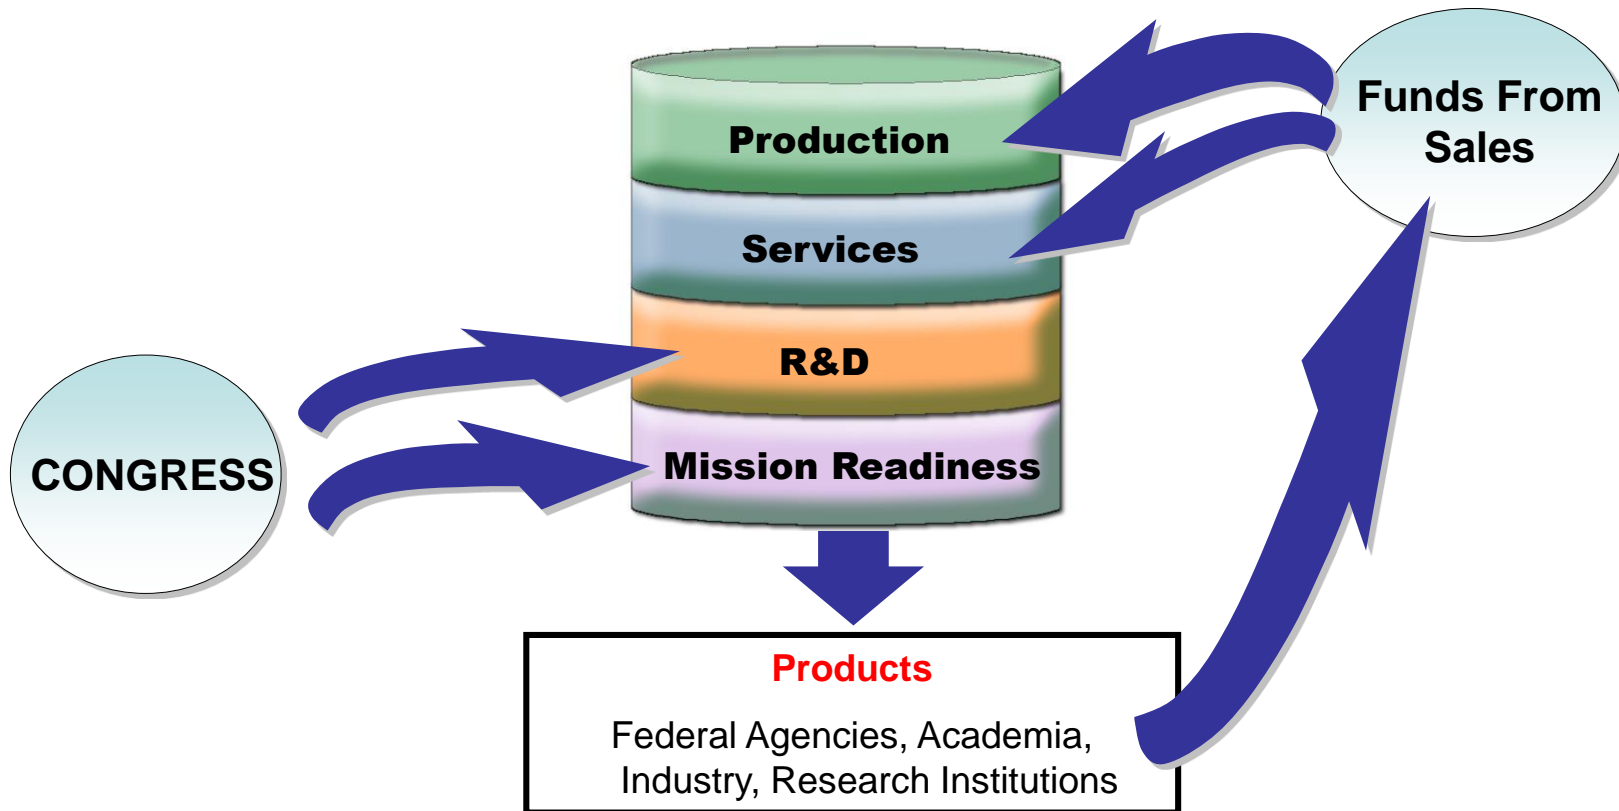 Funds From
Sales
Production
Services
R&D
Mission Readiness
CONGRESS
Products
Federal Agencies, Academia,
Industry, Research Institutions